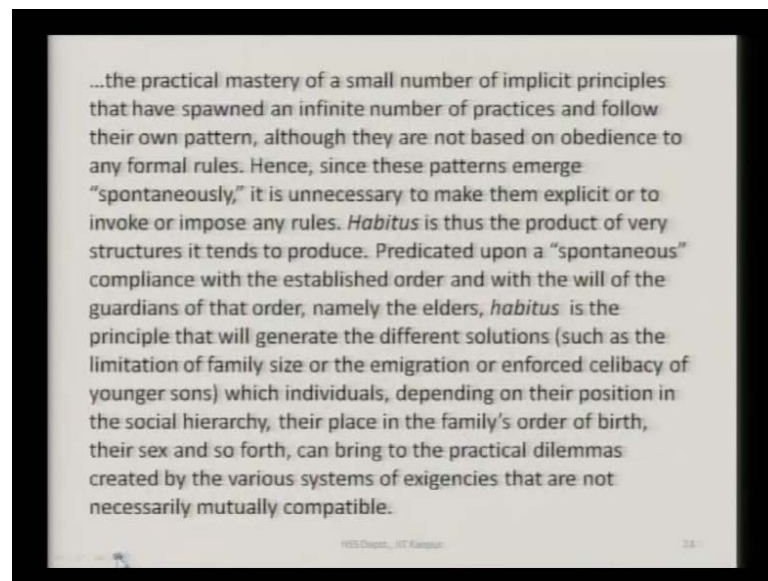 ...the practical mastery of a small number of implicit principles
that have spawned an infinite number of practices and follow
their own pattern, although they are not based on obedience to
any formal rules. Hence, since these patterns emerge
“spontaneously,” it is unnecessary to make them explicit or to
invoke or impose any rules. Habitus is thus the product of very
structures it tends to produce. Predicated upon a “spontaneous”
compliance with the established order and with the will of the
guardians of that order, namely the elders, habitus is the
principle that will generate the different solutions (such as the
limitation of family size or the emigration or enforced celibacy of
younger sons) which individuals, depending on their position in
the social hierarchy, their place in the family’s order of birth,
their sex and so forth, can bring to the practical dilemmas
created by the various systems of exigencies that are not
necessarily mutually compatible.
HSS Deptt., IIT Kanpur